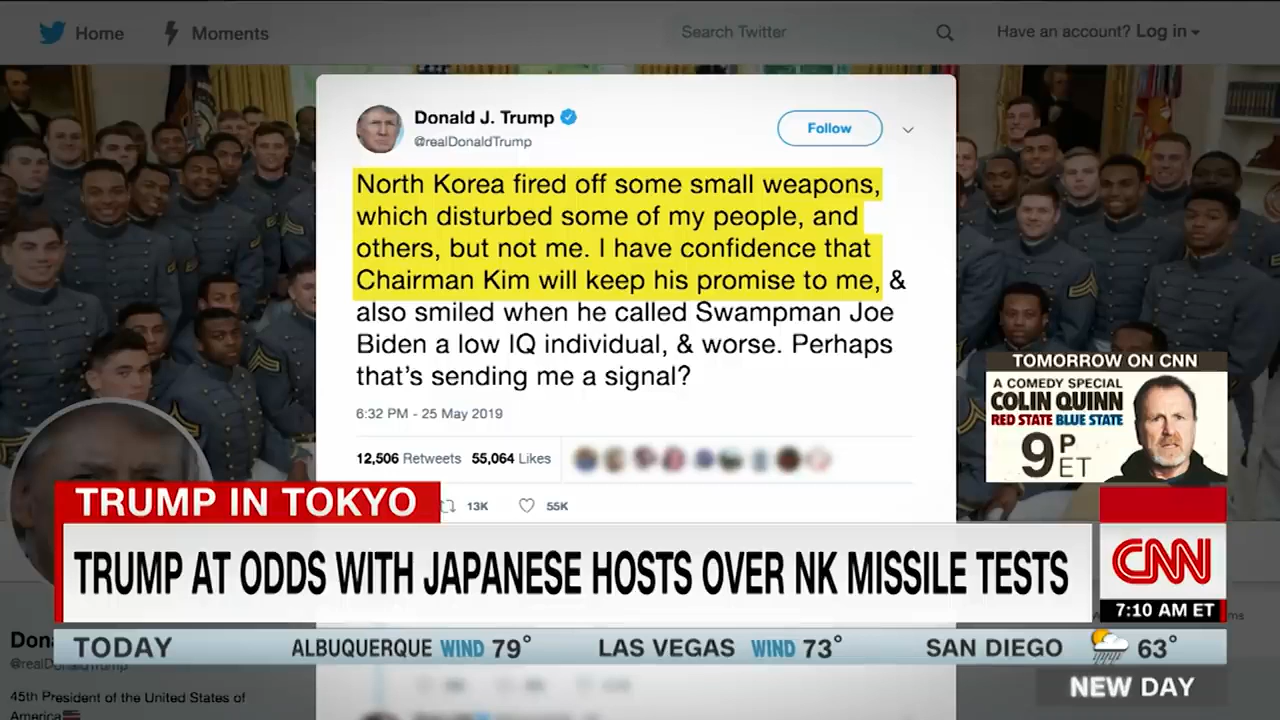 Home
Moments
Search Twitter
Have an account? Log in
Donald J. Trump
@realDonaldTrump
Follow
North Korea fired off some small weapons,
which disturbed some of my people, and
others, but not me. I have confidence that
Chairman Kim will keep his promise to me, &
also smiled when he called Swampman Joe
Biden a low IQ individual, & worse. Perhaps
that's sending me a signal?
6:32 PM - 25 May 2019
12,506 Retweets 55,064 Likes
13K 55K
TOMORROW ON CNN
A COMEDY SPECIAL
COLIN QUINN
RED STATE BLUE STATE
9 P ET
TRUMP IN TOKYO
TRUMP AT ODDS WITH JAPANESE HOSTS OVER NK MISSILE TESTS
CNN
7:10 AM ET
TODAY ALBUQUERQUE WIND 79° LAS VEGAS WIND 73° SAN DIEGO 63°
NEW DAY
45th President of the United States of
America